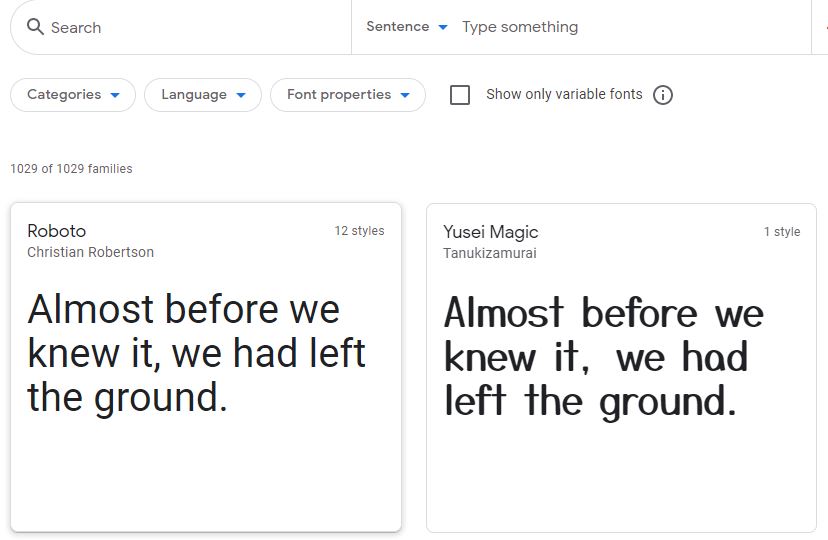 Search
Sentence
Type something
Categories
Language
Font properties
Show only variable fonts
1029 of 1029 families
Roboto
12 styles
Christian Robertson
Almost before we
knew it, we had left
the ground.
Yusei Magic
1 style
Tanukizamurai
Almost before we
knew it, we had
left the ground.